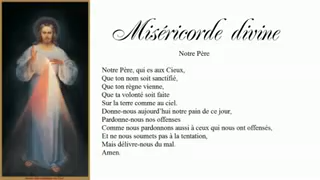 Miséricorde divine
Notre Père
Notre Père, qui es aux Cieux,
Que ton nom soit sanctifié,
Que ton règne vienne,
Que ta volonté soit faite
Sur la terre comme au ciel.
Donne-nous aujourd'hui notre pain de ce jour,
Pardonne-nous nos offenses
Comme nous pardonnons aussi à ceux qui nous ont offensés,
Et ne nous soumets pas à la tentation,
Mais délivre-nous du mal.
Amen.